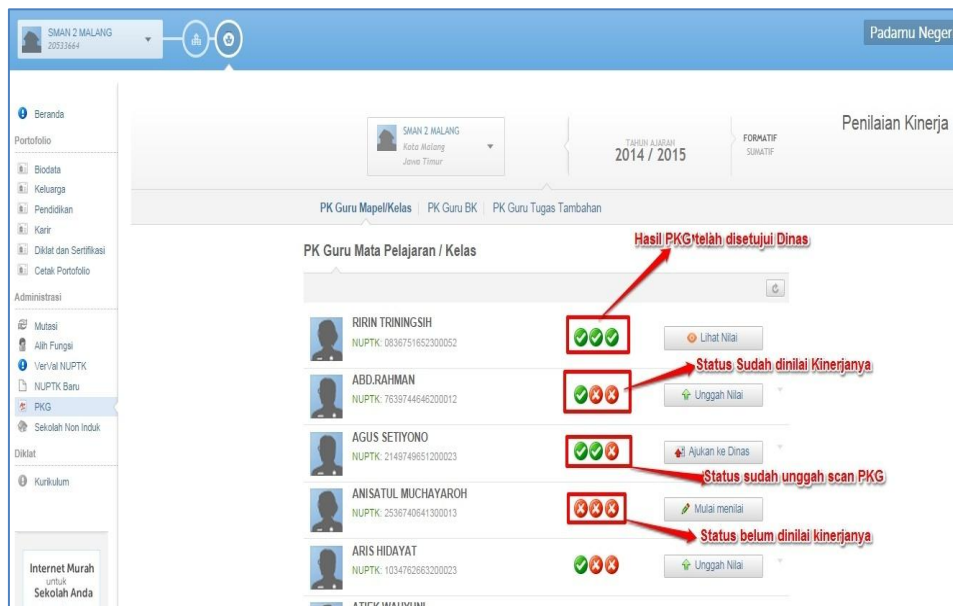 SMAN 2 MALANG
20533664
Padamu Neger
Beranda
Portofolio
Biodata
Keluarga
Pendidikan
Karir
Diklat dan Sertifikasi
Cetak Portofolio
Administrasi
Mutasi
Alih Fungsi
VerVal NUPTK
NUPTK Baru
PKG
Sekolah Non Induk
Diklat
Kurikulum
Internet Murah
untuk
Sekolah Anda
SMAN 2 MALANG
Kota Malang
Jawa Timur
TAHUN AJARAN
2014 / 2015
FORMATIF
SUMATIF
Penilaian Kinerja
PK Guru Mapel/Kelas | PK Guru BK | PK Guru Tugas Tambahan
PK Guru Mata Pelajaran / Kelas
Hasil PKG telah disetujui Dinas
RIRIN TRININGSIH
NUPTK: 0836751652300052
Lihat Nilai
Status Sudah dinilai Kinerjanya
ABD.RAHMAN
NUPTK: 7639744646200012
Unggah Nilai
AGUS SETIYONO
NUPTK: 2149749651200023
Ajukan ke Dinas
Status sudah unggah scan PKG
ANISATUL MUCHAYAROH
NUPTK: 2536740641300013
Mulai menilai
Status belum dinilai kinerjanya
ARIS HIDAYAT
NUPTK: 1034762663200023
Unggah Nilai